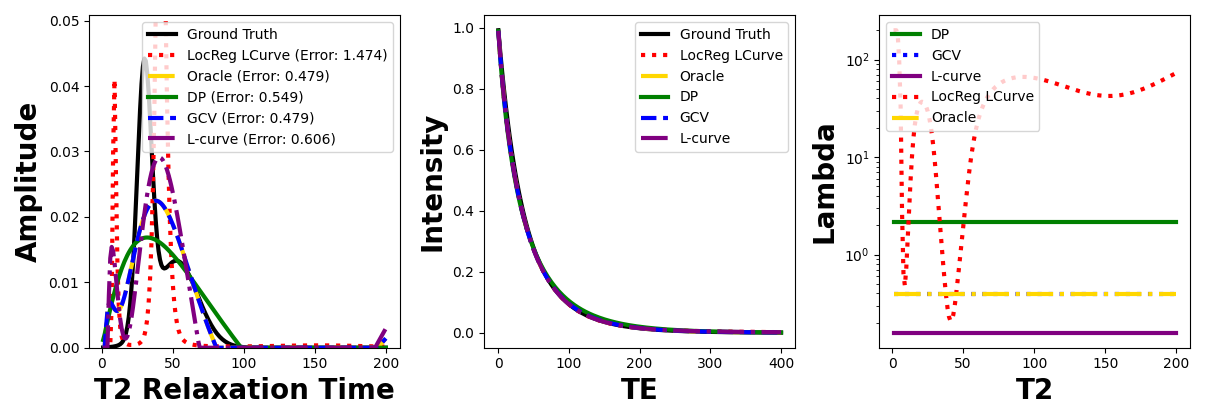 0.05
0.04
0.03
0.02
0.01
0.00
Amplitude
0
50
100
150
200
T2 Relaxation Time
Ground Truth
LocReg LCurve (Error: 1.474)
Oracle (Error: 0.479)
DP (Error: 0.549)
GCV (Error: 0.479)
L-curve (Error: 0.606)
1.0
0.8
0.6
0.4
0.2
0.0
Intensity
0
100
200
300
400
TE
Ground Truth
LocReg LCurve
Oracle
DP
GCV
L-curve
10²
10¹
10⁰
Lambda
0
50
100
150
200
T2
DP
GCV
L-curve
LocReg LCurve
Oracle